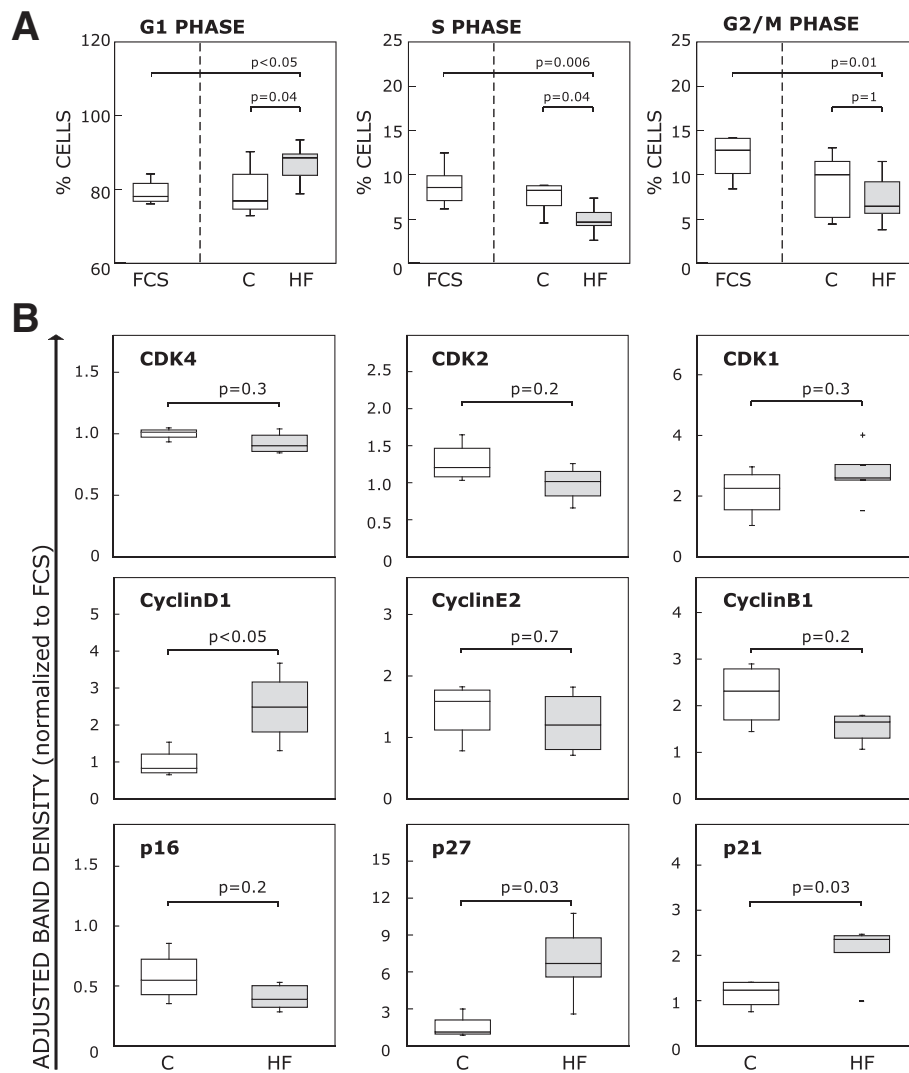 A
G1 PHASE
S PHASE
G2/M PHASE
120
100
80
60
% CELLS
p<0.05
p=0.04
FCS
C
HF
25
20
15
10
5
0
% CELLS
p=0.006
p=0.04
FCS
C
HF
25
20
15
10
5
0
% CELLS
p=0.01
p=1
FCS
C
HF
B
ADJUSTED BAND DENSITY (normalized to FCS)
CDK4
p=0.3
1.5
1.0
0.5
0
CDK2
p=0.2
2.5
2.0
1.5
1.0
0.5
0
CDK1
p=0.3
6
4
2
0
CyclinD1
p<0.05
5
4
3
2
1
0
CyclinE2
p=0.7
3
2
1
0
CyclinB1
p=0.2
4
3
2
1
0
p16
p=0.2
1.5
1.0
0.5
0
C
HF
p27
p=0.03
15
12
9
6
3
0
C
HF
p21
p=0.03
4
3
2
1
0
C
HF